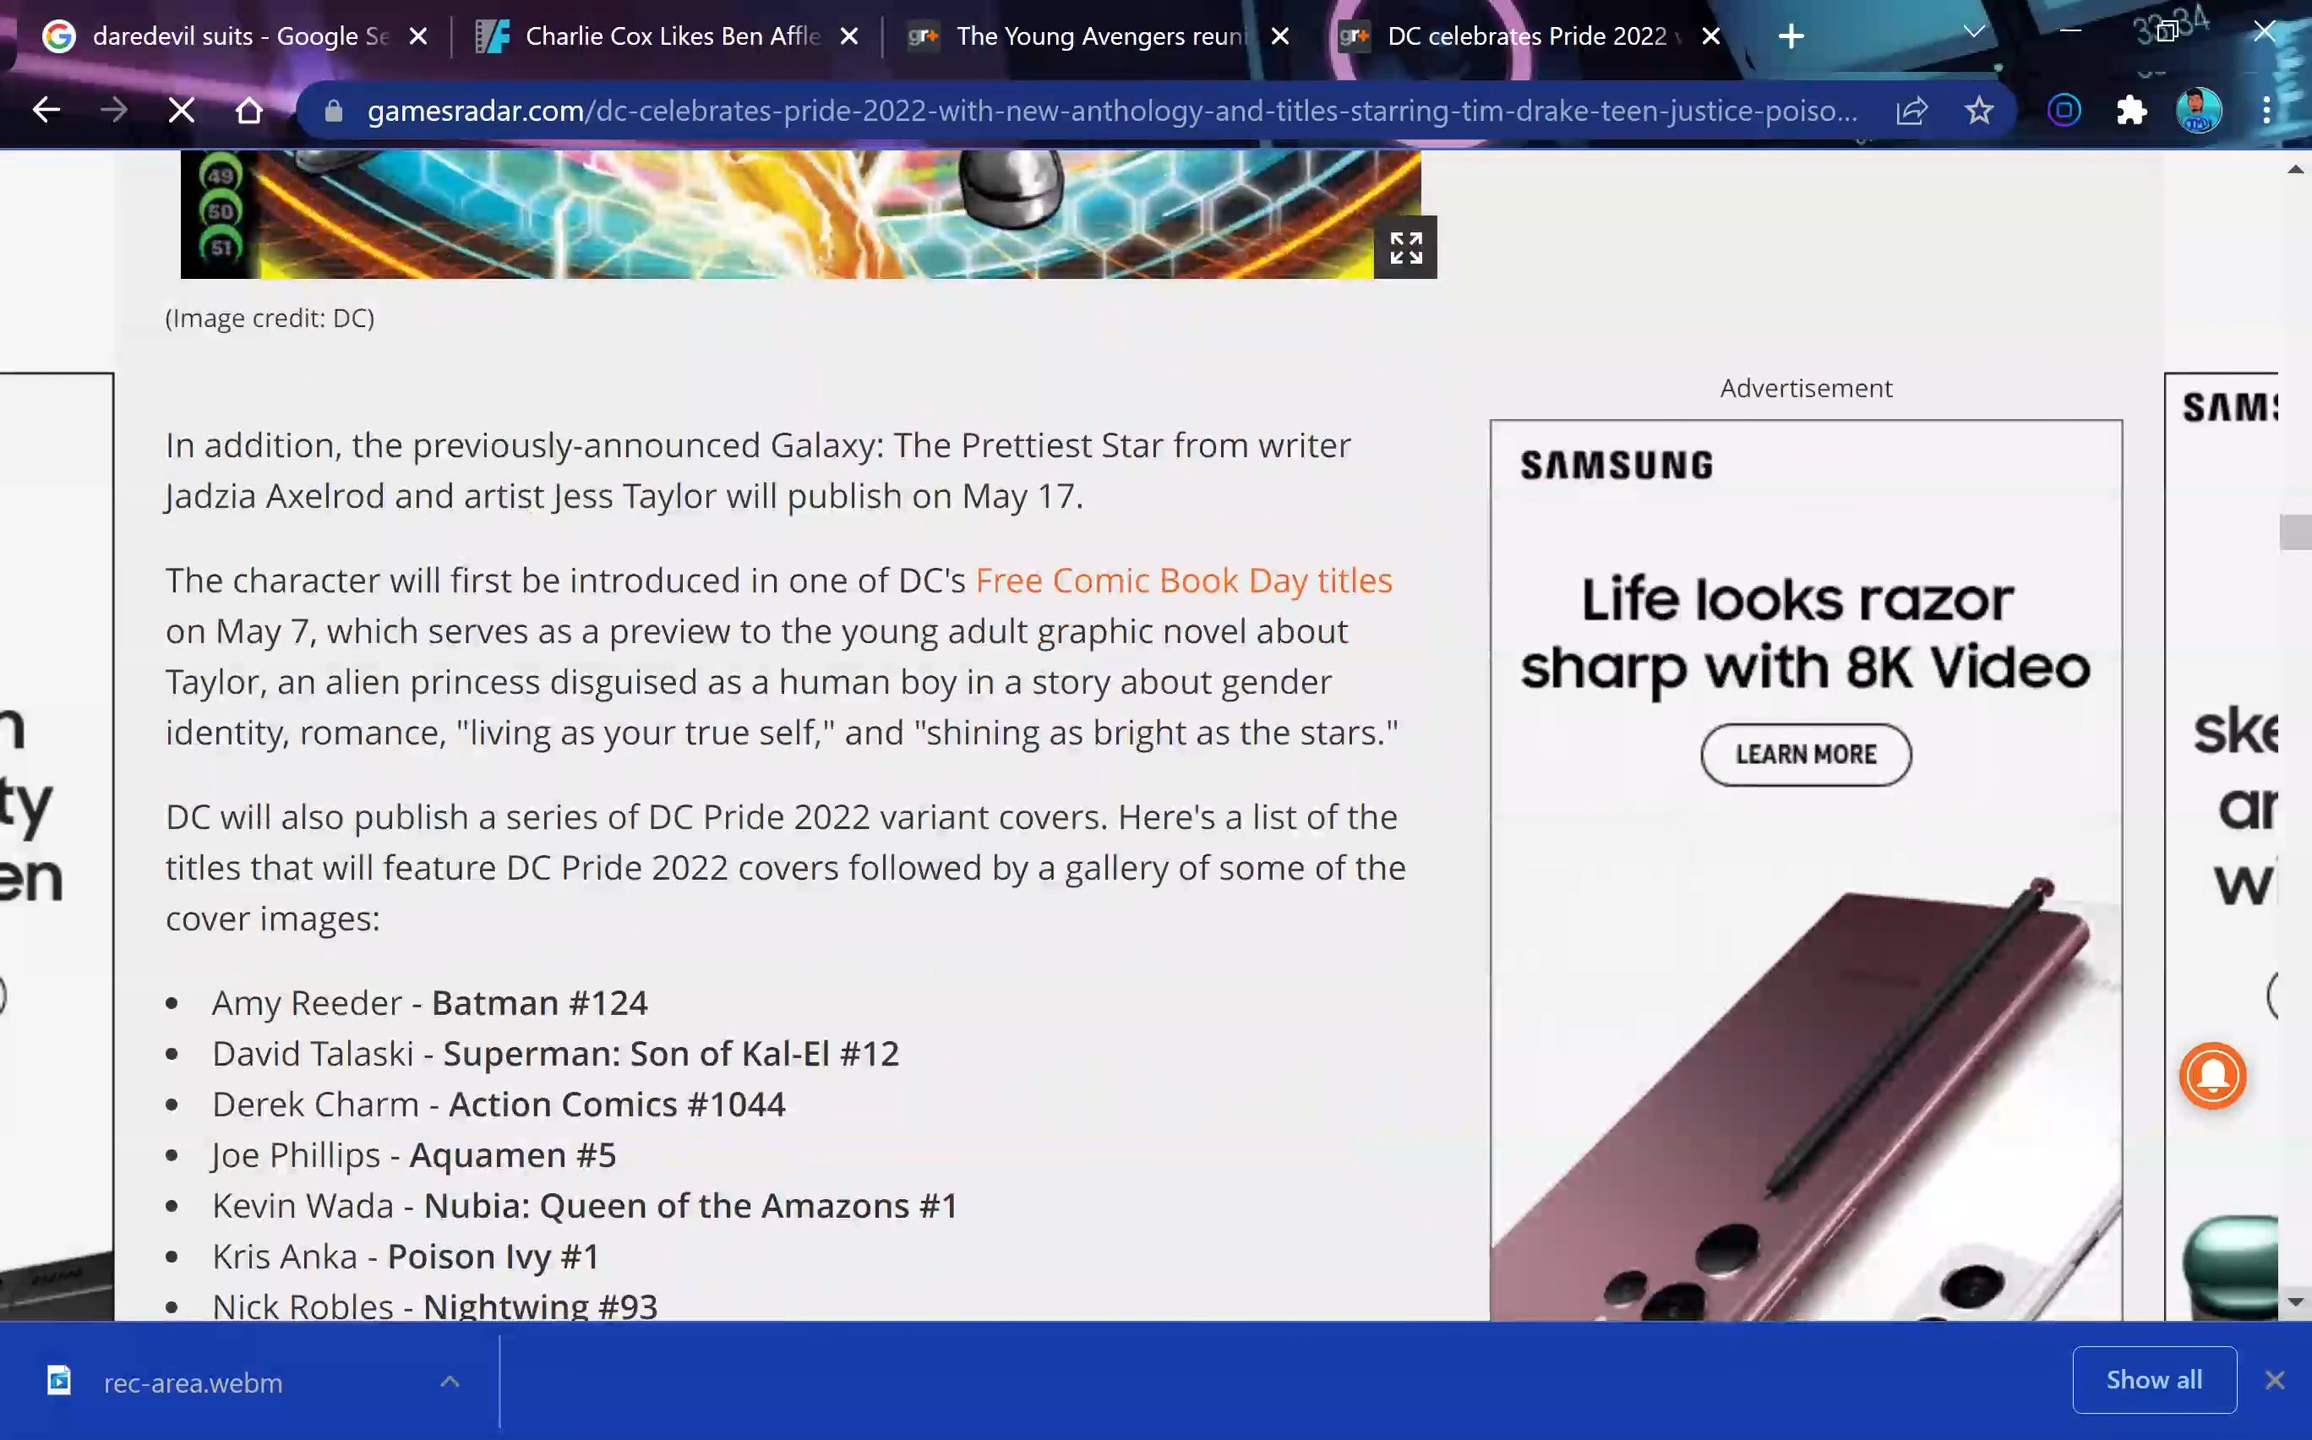 daredevil suits - Google Se
Charlie Cox Likes Ben Affle
gr+ The Young Avengers reuni
gr+ DC celebrates Pride 2022
gamesradar.com/dc-celebrates-pride-2022-with-new-anthology-and-titles-starring-tim-drake-teen-justice-poiso...
49
50
51
(Image credit: DC)
In addition, the previously-announced Galaxy: The Prettiest Star from writer
Jadzia Axelrod and artist Jess Taylor will publish on May 17.
The character will first be introduced in one of DC's Free Comic Book Day titles
on May 7, which serves as a preview to the young adult graphic novel about
Taylor, an alien princess disguised as a human boy in a story about gender
identity, romance, "living as your true self," and "shining as bright as the stars."
DC will also publish a series of DC Pride 2022 variant covers. Here's a list of the
titles that will feature DC Pride 2022 covers followed by a gallery of some of the
cover images:
• Amy Reeder - Batman #124
• David Talaski - Superman: Son of Kal-El #12
• Derek Charm - Action Comics #1044
• Joe Phillips - Aquamen #5
• Kevin Wada - Nubia: Queen of the Amazons #1
• Kris Anka - Poison Ivy #1
• Nick Robles - Nightwing #93
Advertisement
SAMSUNG
Life looks razor
sharp with 8K Video
LEARN MORE
ty
en
SAMS
ske
ar
rec-area.webm
Show all